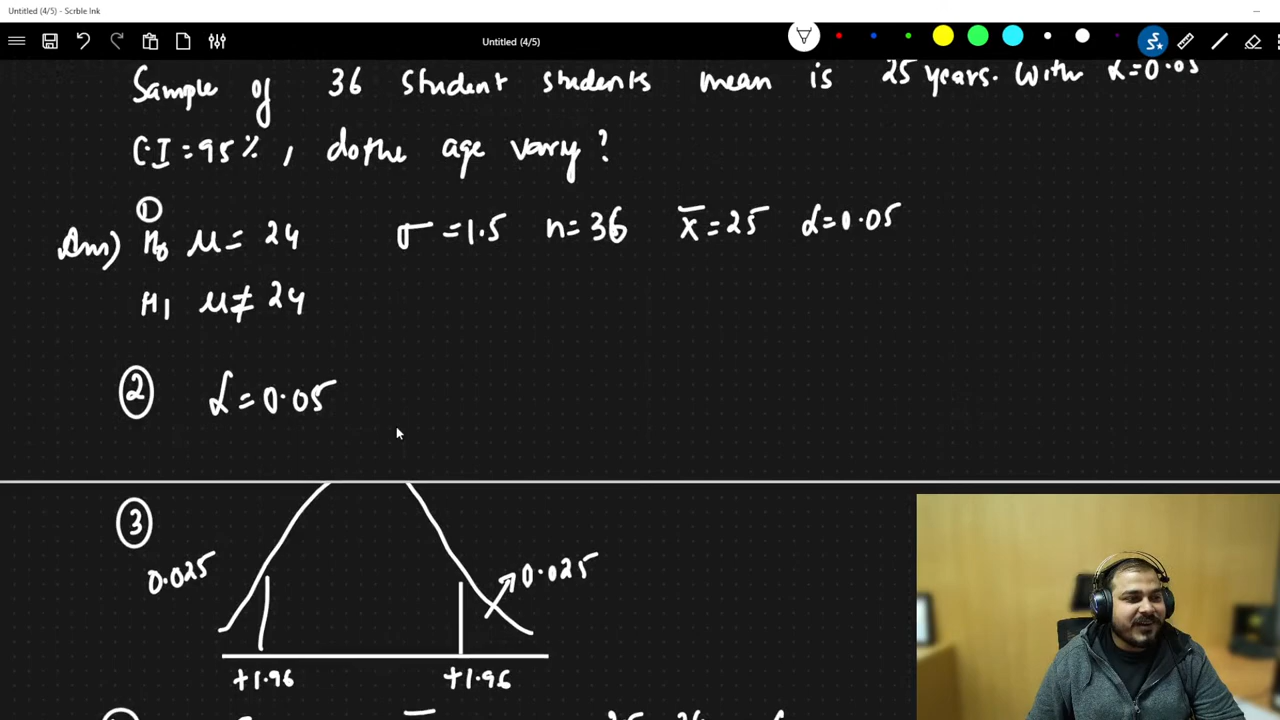 Untitled (4/5) - Scrble Ink
Untitled (4/5)
Sample of 36 student students mean is 25 years. With α=0.05
C.I=95%, do the age vary?
①
Ans) H0 μ= 24 σ=1.5 n=36 x̄=25 α=0.05
H1 μ≠ 24
② α=0.05
③
0.025 0.025
+1.96 +1.96